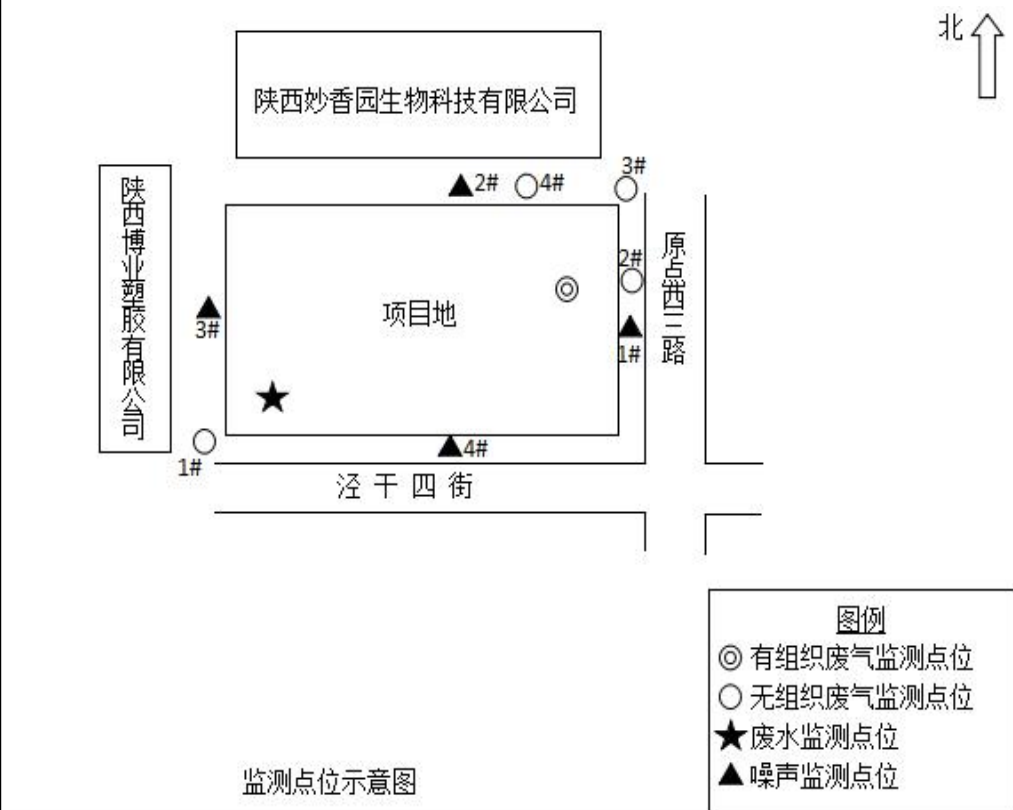 北
陕西妙香园生物科技有限公司
3#
2#
4#
陕西博业塑胶有限公司
原点西三路
2#
项目地
3#
1#
4#
1#
泾干四街
图例
有组织废气监测点位
无组织废气监测点位
废水监测点位
噪声监测点位
监测点位示意图